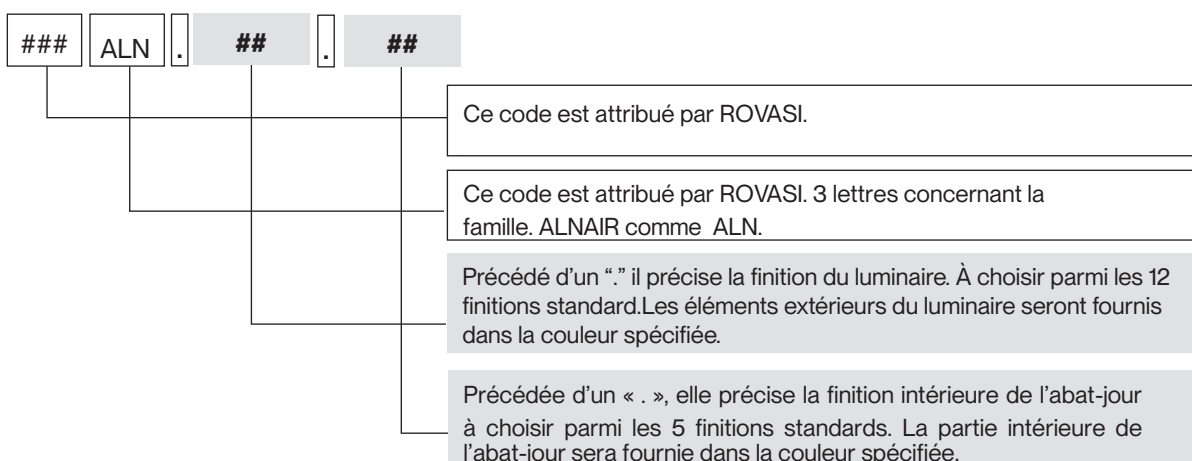 ### ALN . ## . ##
Ce code est attribué par ROVASI.
Ce code est attribué par ROVASI. 3 lettres concernant la
famille. ALNAIR comme ALN.
Précédé d'un “.” il précise la finition du luminaire. À choisir parmi les 12
finitions standard.Les éléments extérieurs du luminaire seront fournis
dans la couleur spécifiée.
Précédée d'un « . », elle précise la finition intérieure de l'abat-jour
à choisir parmi les 5 finitions standards. La partie intérieure de
l'abat-jour sera fournie dans la couleur spécifiée.